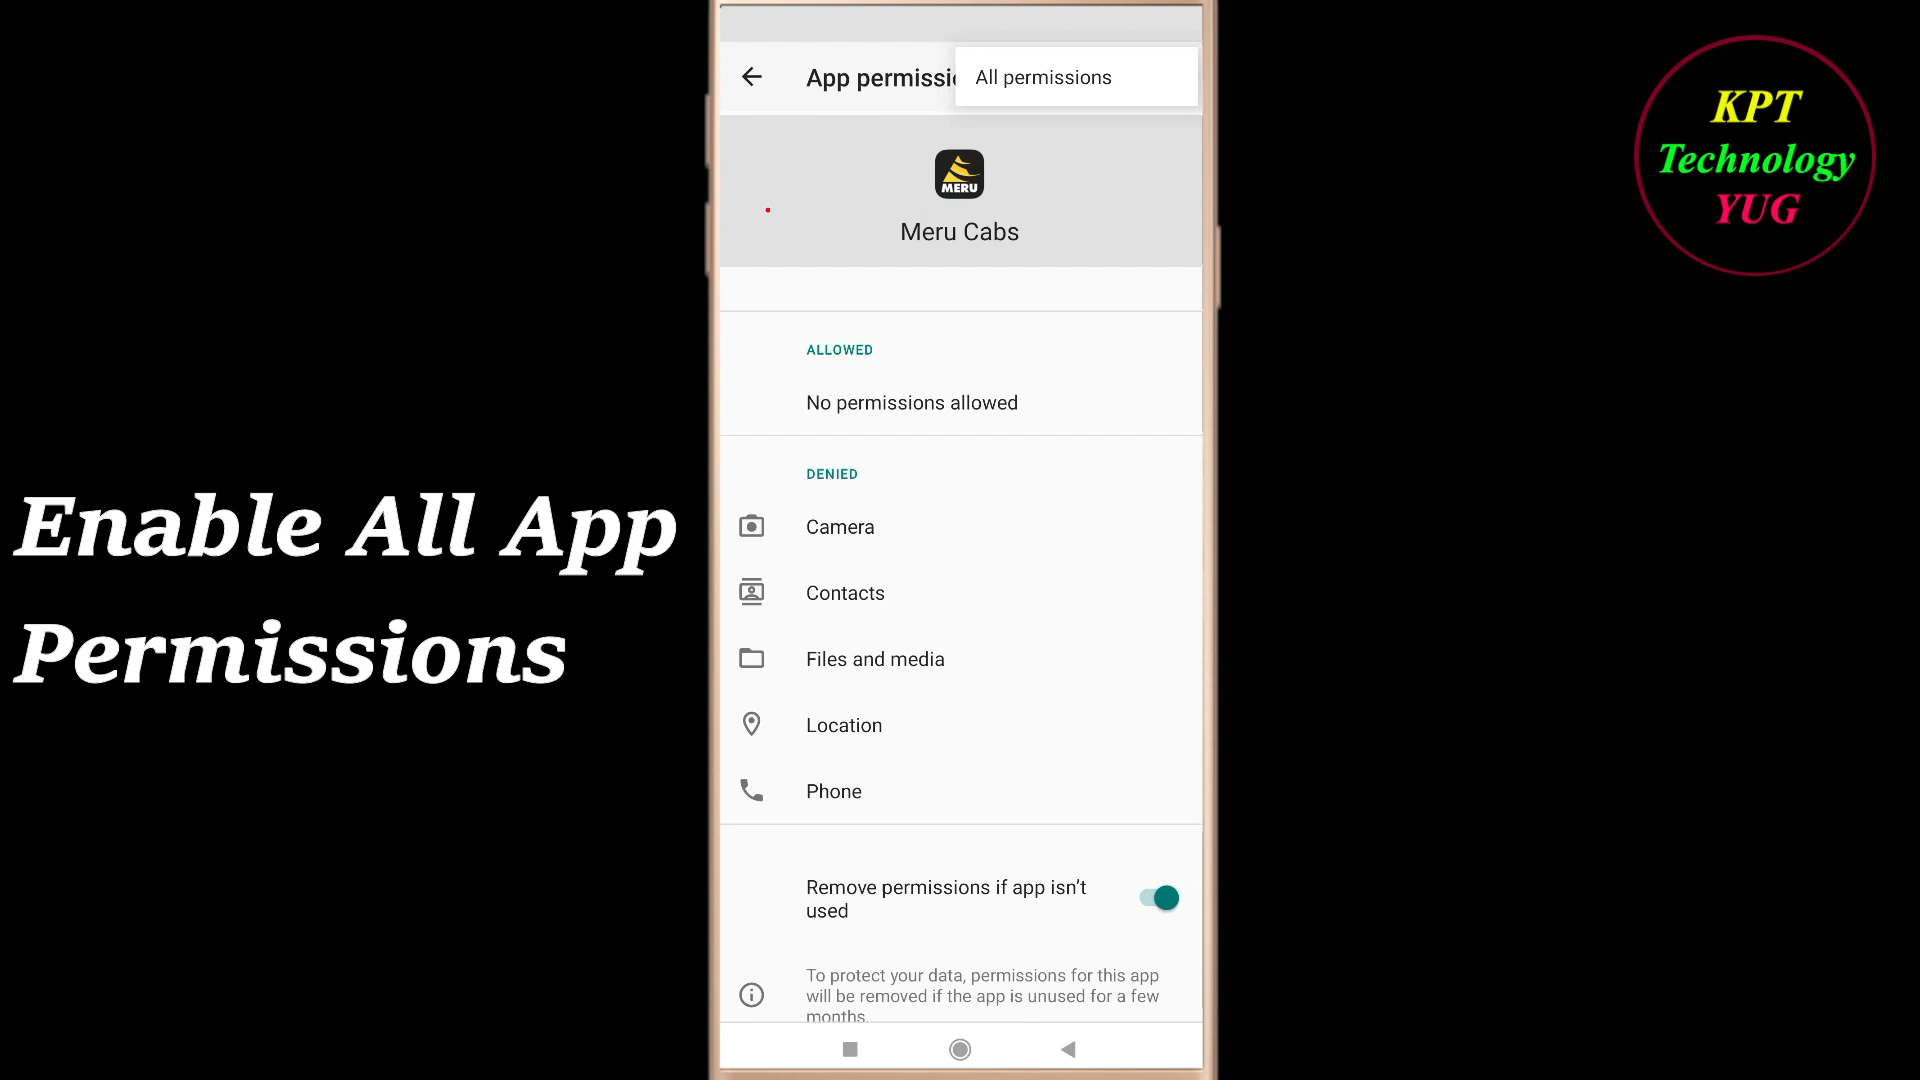 App permissi
All permissions
MERU
Meru Cabs
ALLOWED
No permissions allowed
DENIED
Camera
Contacts
Files and media
Location
Phone
Remove permissions if app isn’t
used
To protect your data, permissions for this app
will be removed if the app is unused for a few
months.
Enable All App
Permissions
KPT
Technology
YUG